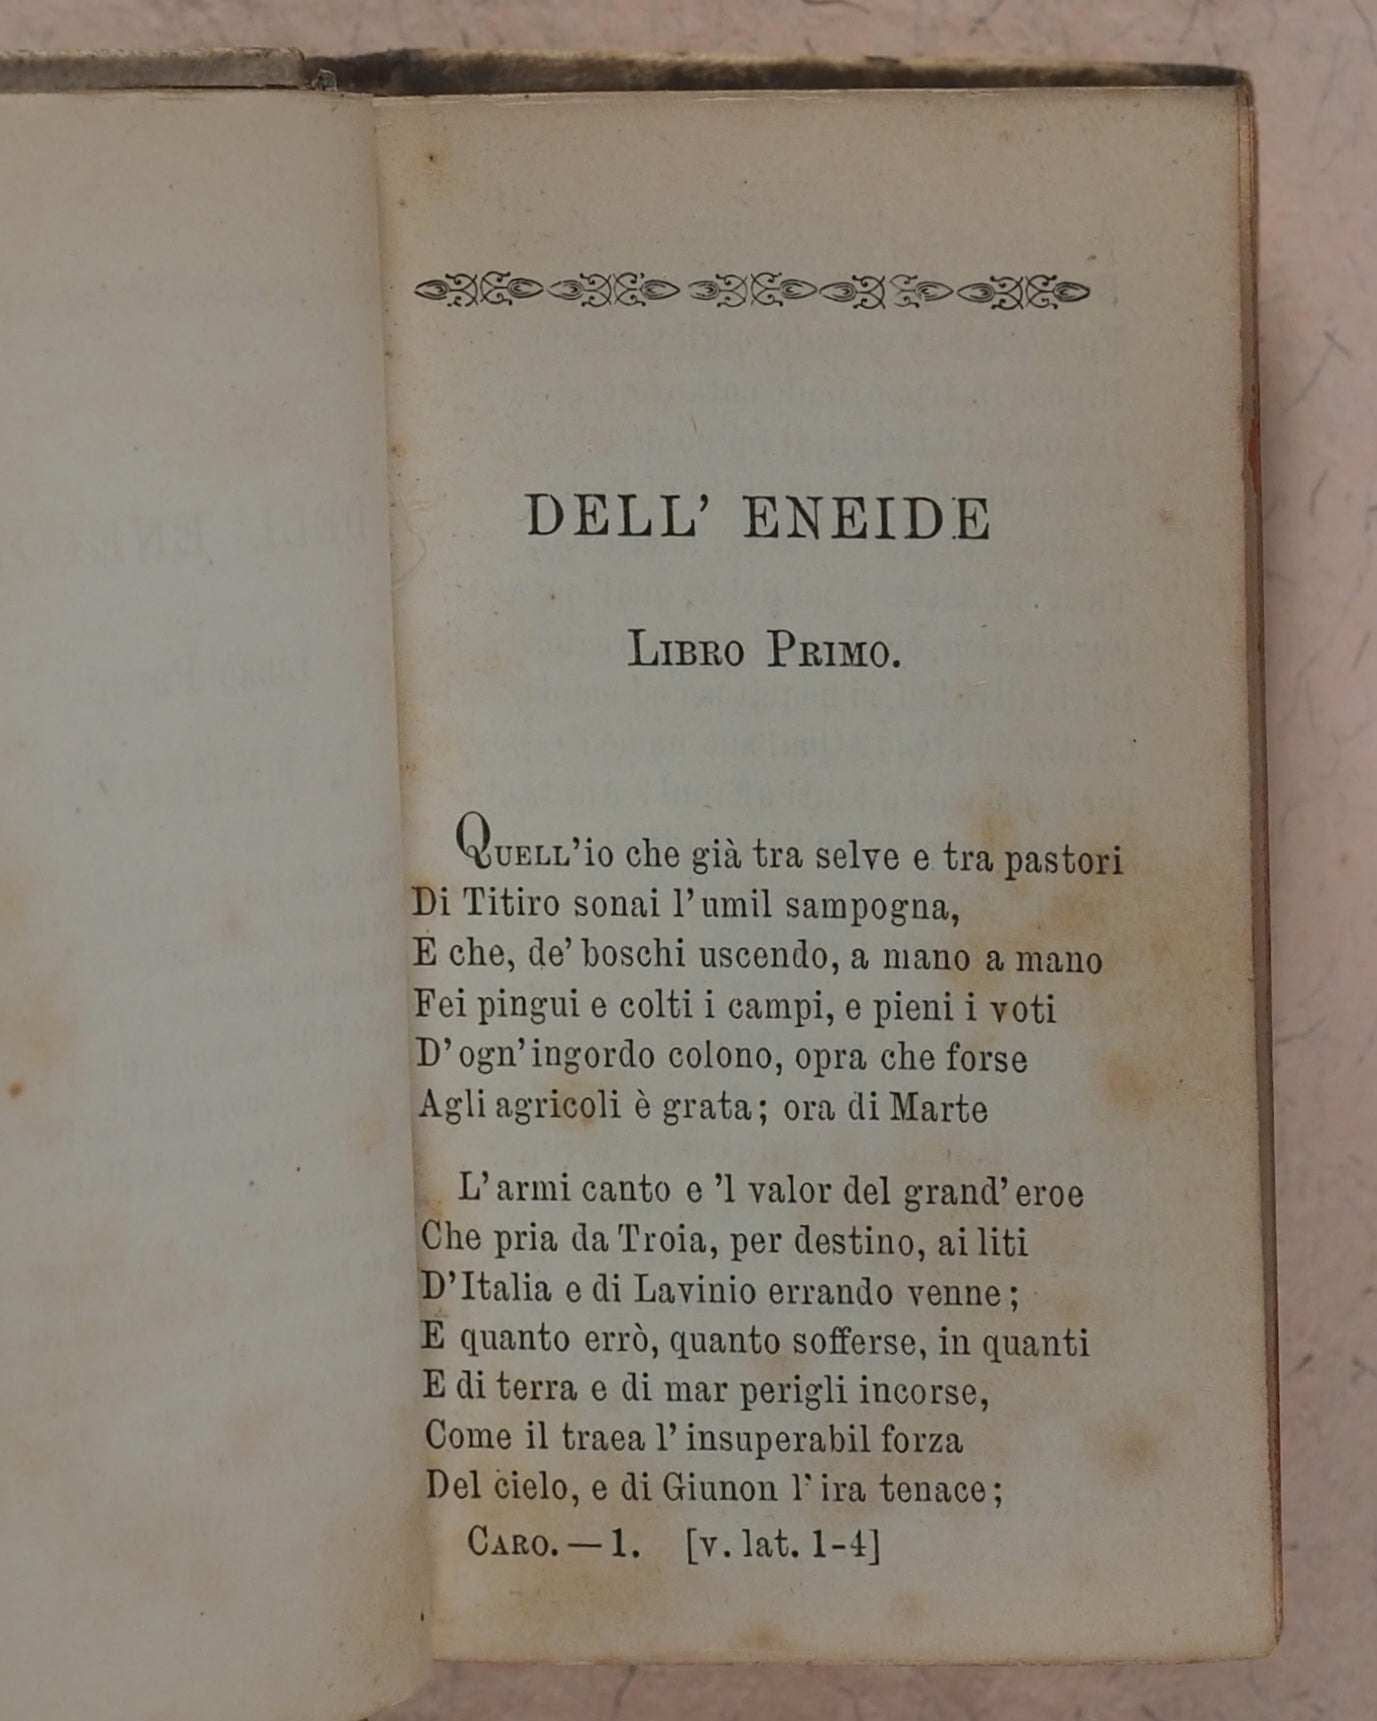 DELL' ENEIDE
LIBRO PRIMO.
QUELL'io che già tra selve e tra pastori
Di Titiro sonai l'umil sampogna,
E che, de' boschi uscendo, a mano a mano
Fei pingui e colti i campi, e pieni i voti
D'ogn'ingordo colono, opra che forse
Agli agricoli è grata; ora di Marte
L'armi canto e 'l valor del grand'eroe
Che pria da Troia, per destino, ai liti
D'Italia e di Lavinio errando venne;
E quanto errò, quanto sofferse, in quanti
E di terra e di mar perigli incorse,
Come il traea l'insuperabil forza
Del cielo, e di Giunon l'ira tenace;
CARO. — 1. [v. lat. 1-4]